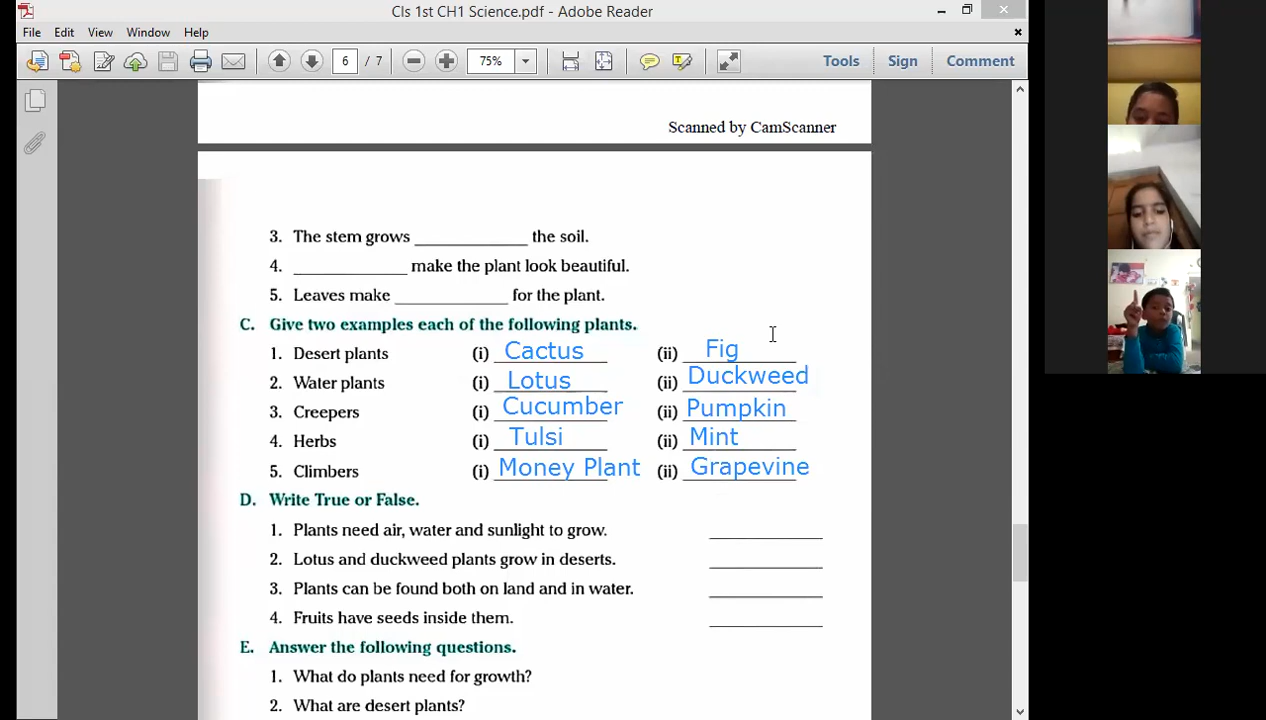 Cls 1st CH1 Science.pdf - Adobe Reader
File Edit View Window Help
6 / 7 75% Tools Sign Comment
Scanned by CamScanner
3. The stem grows ____________ the soil.
4. ____________ make the plant look beautiful.
5. Leaves make ____________ for the plant.
C. Give two examples each of the following plants.
1. Desert plants (i) Cactus (ii) Fig
2. Water plants (i) Lotus (ii) Duckweed
3. Creepers (i) Cucumber (ii) Pumpkin
4. Herbs (i) Tulsi (ii) Mint
5. Climbers (i) Money Plant (ii) Grapevine
D. Write True or False.
1. Plants need air, water and sunlight to grow. ____________
2. Lotus and duckweed plants grow in deserts. ____________
3. Plants can be found both on land and in water. ____________
4. Fruits have seeds inside them. ____________
E. Answer the following questions.
1. What do plants need for growth?
2. What are desert plants?